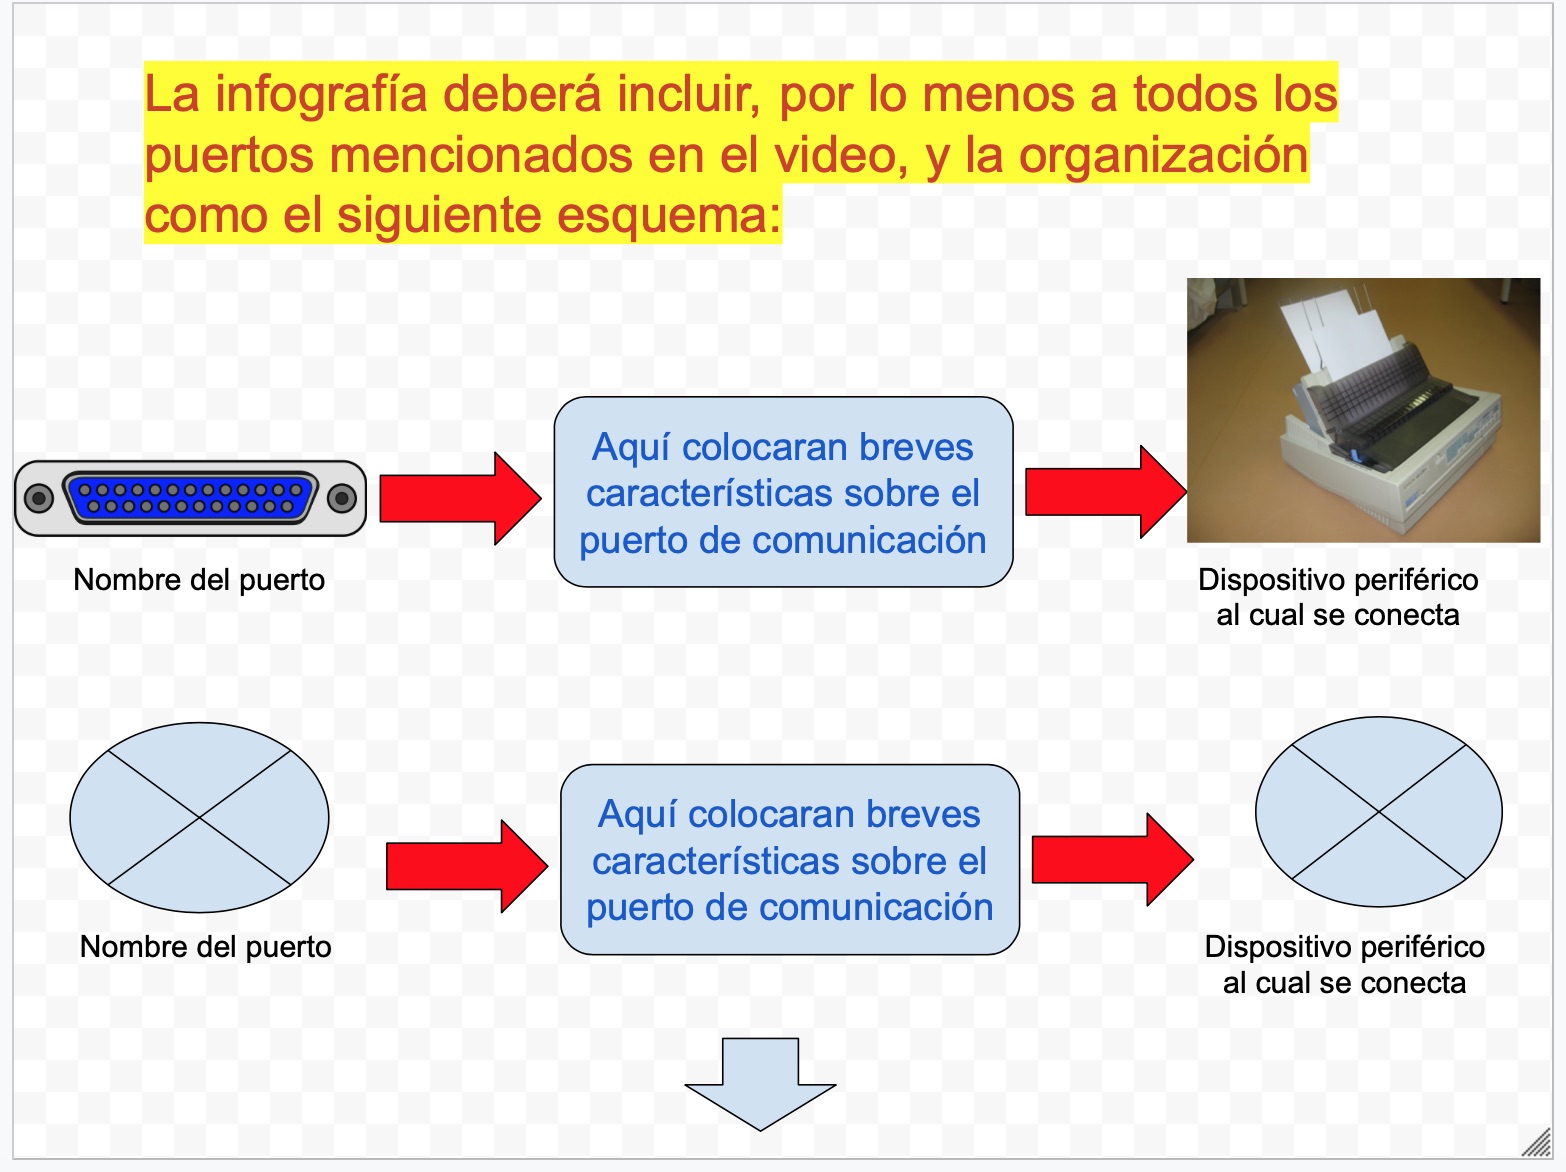 La infografía deberá incluir, por lo menos a todos los
puertos mencionados en el video, y la organización
como el siguiente esquema:
Aquí colocaran breves
características sobre el
puerto de comunicación
Nombre del puerto
Dispositivo periférico
al cual se conecta
Aquí colocaran breves
características sobre el
puerto de comunicación
Nombre del puerto
Dispositivo periférico
al cual se conecta